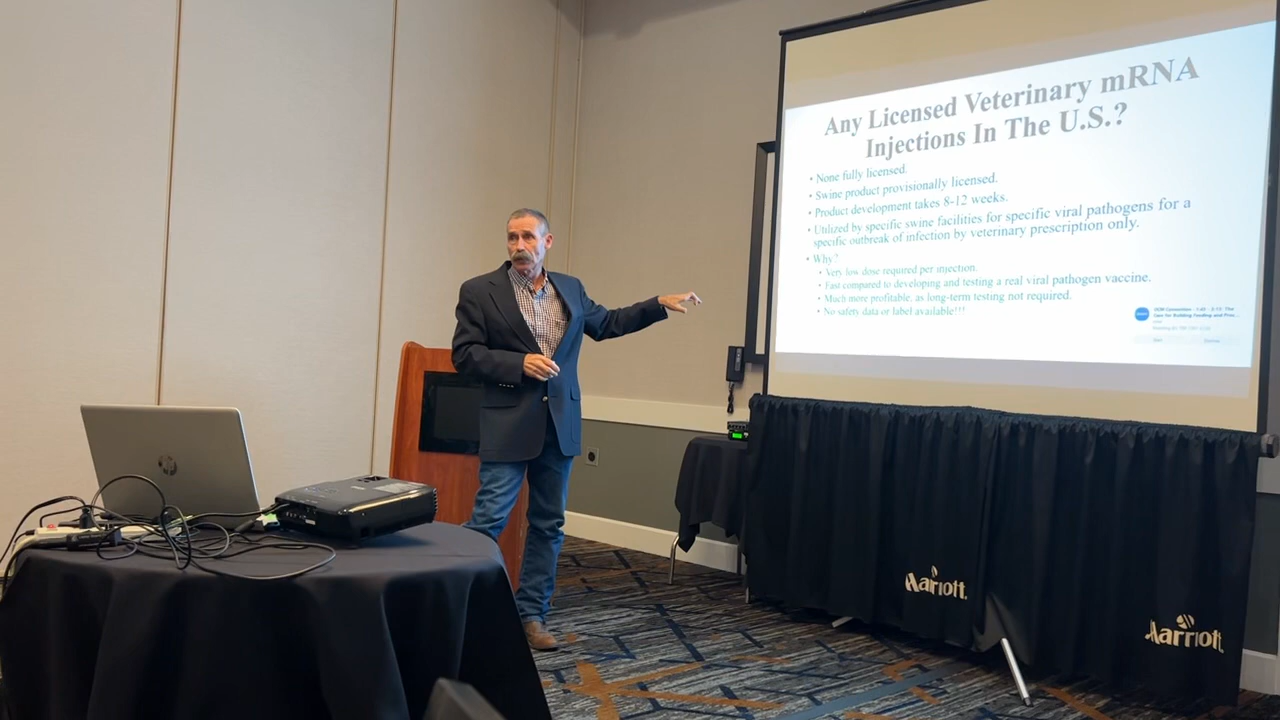 Any Licensed Veterinary mRNA
Injections In The U.S.?
• None fully licensed.
• Swine product provisionally licensed.
• Product development takes 8-12 weeks.
• Utilized by specific swine facilities for specific viral pathogens for a
specific outbreak of infection by veterinary prescription only.
• Why?
• Very low dose required per injection.
• Fast compared to developing and testing a real viral pathogen vaccine.
• Much more profitable, as long-term testing not required.
• No safety data or label available!!!
hp
Marriott
Marriott